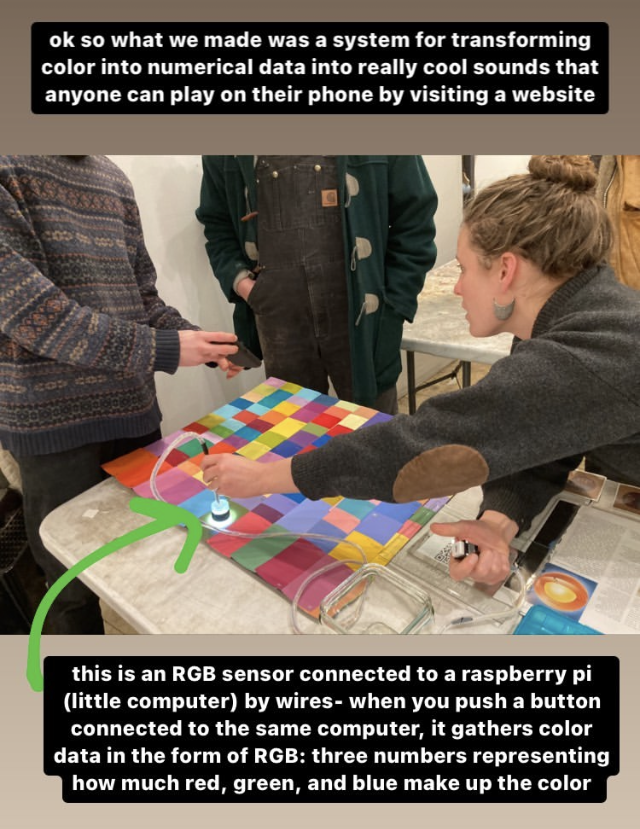 ok so what we made was a system for transforming
color into numerical data into really cool sounds that
anyone can play on their phone by visiting a website
this is an RGB sensor connected to a raspberry pi
(little computer) by wires- when you push a button
connected to the same computer, it gathers color
data in the form of RGB: three numbers representing
how much red, green, and blue make up the color